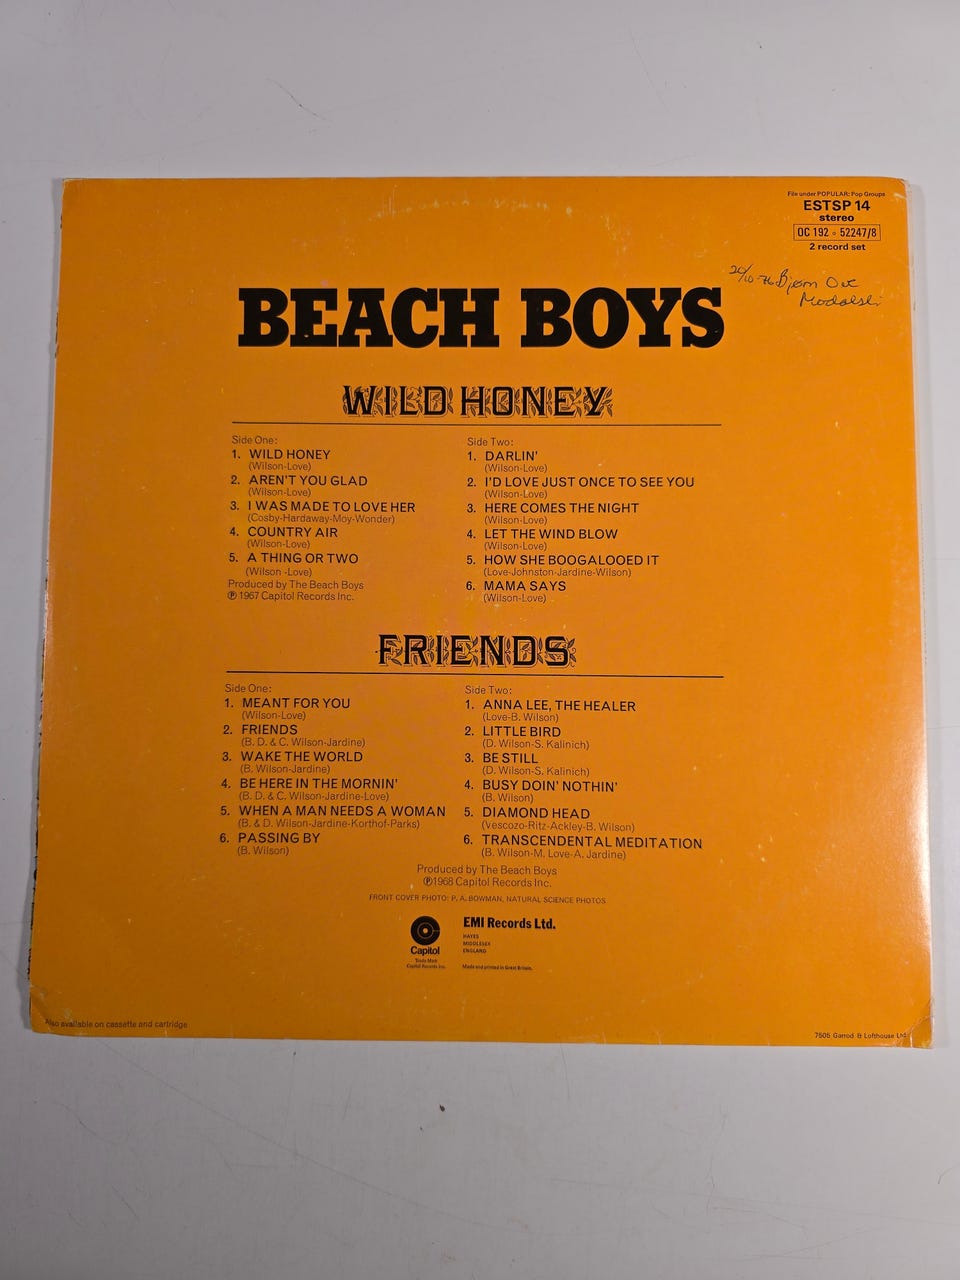 File under POPULAR: Pop Groups
ESTSP 14
stereo
OC 192 ∘ 52247/8
2 record set
Bjørn Ove
BEACH BOYS
WILD HONEY
Side One:
1. WILD HONEY
(Wilson-Love)
2. AREN'T YOU GLAD
(Wilson-Love)
3. I WAS MADE TO LOVE HER
(Cosby-Hardaway-Moy-Wonder)
4. COUNTRY AIR
(Wilson-Love)
5. A THING OR TWO
(Wilson -Love)
Produced by The Beach Boys
℗ 1967 Capitol Records Inc.
Side Two:
1. DARLIN'
(Wilson-Love)
2. I'D LOVE JUST ONCE TO SEE YOU
(Wilson-Love)
3. HERE COMES THE NIGHT
(Wilson-Love)
4. LET THE WIND BLOW
(Wilson-Love)
5. HOW SHE BOOGALOOED IT
(Love-Johnston-Jardine-Wilson)
6. MAMA SAYS
(Wilson-Love)
FRIENDS
Side One:
1. MEANT FOR YOU
(Wilson-Love)
2. FRIENDS
(B. D. & C. Wilson-Jardine)
3. WAKE THE WORLD
(B. Wilson-Jardine)
4. BE HERE IN THE MORNIN'
(B. D. & C. Wilson-Jardine-Love)
5. WHEN A MAN NEEDS A WOMAN
(B. & D. Wilson-Jardine-Korthof-Parks)
6. PASSING BY
(B. Wilson)
Side Two:
1. ANNA LEE, THE HEALER
(Love-B. Wilson)
2. LITTLE BIRD
(D. Wilson-S. Kalinich)
3. BE STILL
(D. Wilson-S. Kalinich)
4. BUSY DOIN' NOTHIN'
(B. Wilson)
5. DIAMOND HEAD
(Vescozo-Ritz-Ackley-B. Wilson)
6. TRANSCENDENTAL MEDITATION
(B. Wilson-M. Love-A. Jardine)
Produced by The Beach Boys
℗1968 Capitol Records Inc.
FRONT COVER PHOTO: P. A. BOWMAN, NATURAL SCIENCE PHOTOS
Capitol
Trade Mark
Capitol Records Inc.
EMI Records Ltd.
HAYES
MIDDLESEX
ENGLAND
Made and printed in Great Britain.
Also available on cassette and cartridge
7505 Garrod & Lofthouse Ltd